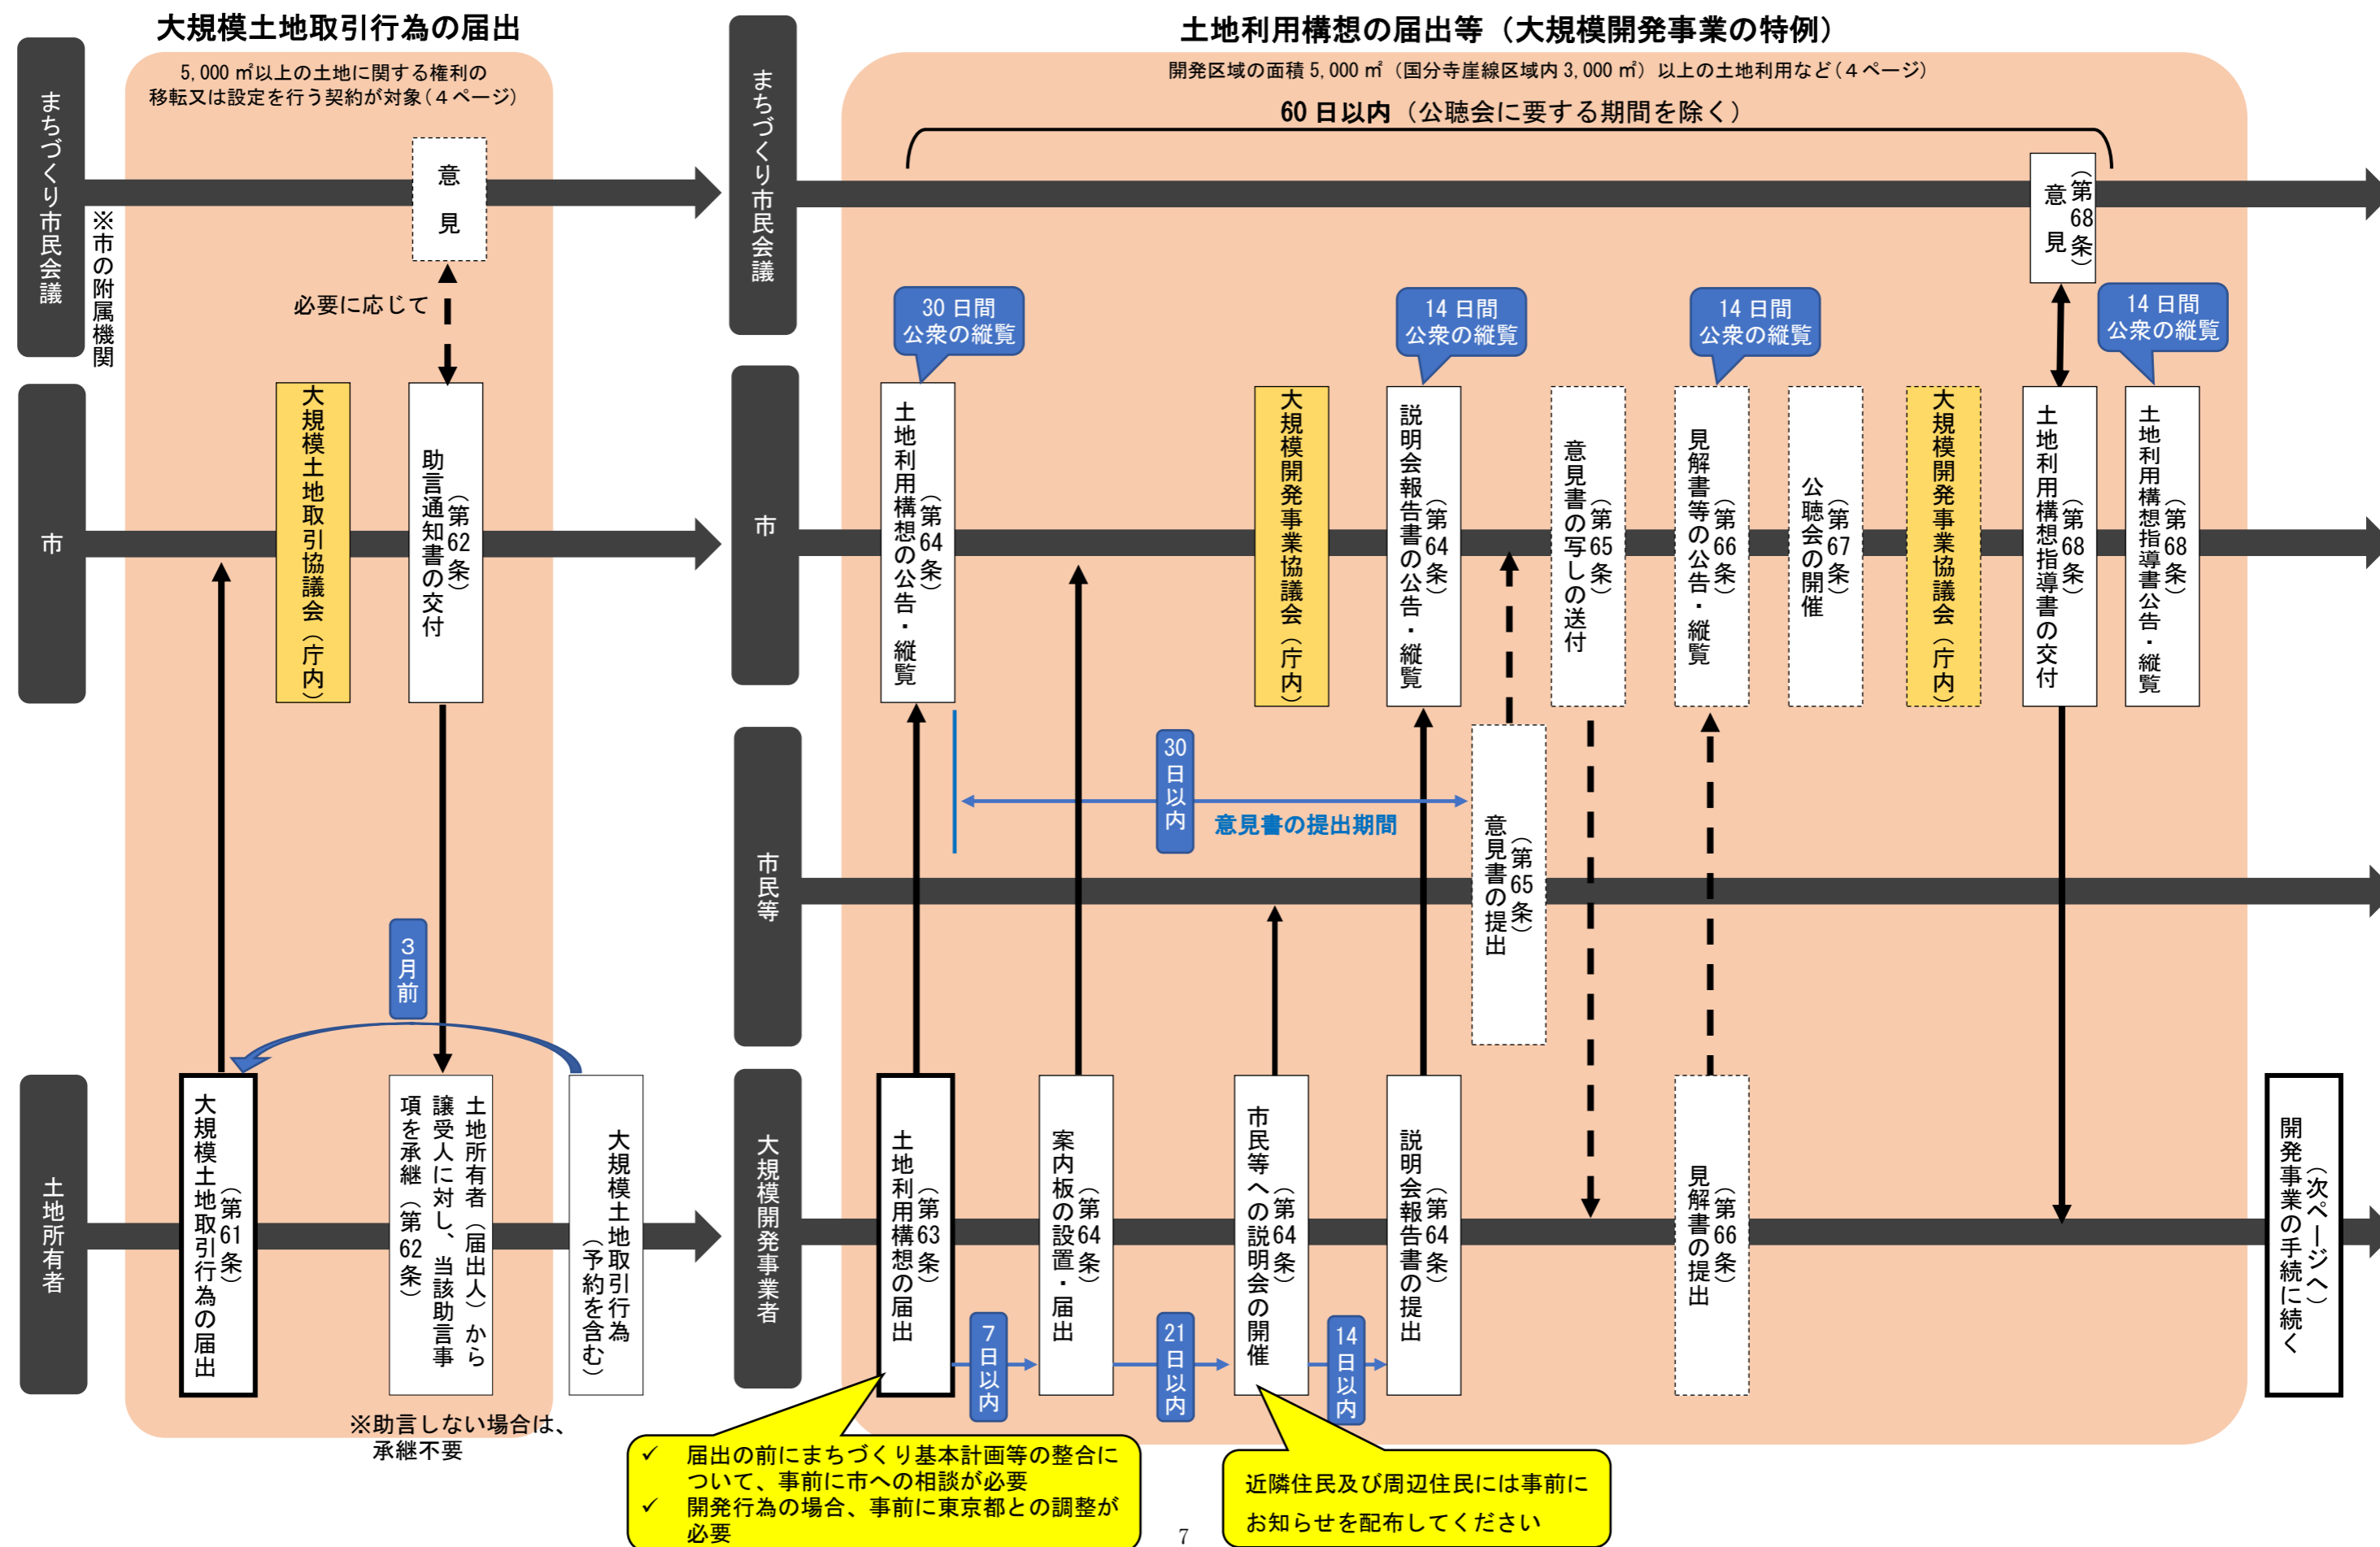 大規模土地取引行為の届出
5,000 ㎡以上の土地に関する権利の
移転又は設定を行う契約が対象(４ページ)
まちづくり市民会議
※市の附属機関
意見
必要に応じて
市
大規模土地取引協議会（庁内）
助言通知書の交付
（第62条）
3月前
土地所有者
大規模土地取引行為の届出
（第61条）
土地所有者（届出人）から
譲受人に対し、当該助言事
項を承継（第62条）
大規模土地取引行為
（予約を含む）
※助言しない場合は、
承継不要
土地利用構想の届出等（大規模開発事業の特例）
開発区域の面積 5,000 ㎡（国分寺崖線区域内 3,000 ㎡）以上の土地利用など(４ページ)
60 日以内（公聴会に要する期間を除く）
まちづくり市民会議
（第68条）
意見
30 日間
公衆の縦覧
14 日間
公衆の縦覧
14 日間
公衆の縦覧
14 日間
公衆の縦覧
市
土地利用構想の公告・縦覧
（第64条）
大規模開発事業協議会（庁内）
説明会報告書の公告・縦覧
（第64条）
意見書の写しの送付
（第65条）
見解書等の公告・縦覧
（第66条）
公聴会の開催
（第67条）
大規模開発事業協議会（庁内）
土地利用構想指導書の交付
（第68条）
土地利用構想指導書公告・縦覧
（第68条）
市民等
30日以内
意見書の提出期間
意見書の提出
（第65条）
大規模開発事業者
土地利用構想の届出
（第63条）
7日以内
案内板の設置・届出
（第64条）
21日以内
市民等への説明会の開催
（第64条）
14日以内
説明会報告書の提出
（第64条）
見解書の提出
（第66条）
開発事業の手続に続く
（次ページへ）
✓ 届出の前にまちづくり基本計画等の整合に
ついて、事前に市への相談が必要
✓ 開発行為の場合、事前に東京都との調整が
必要
近隣住民及び周辺住民には事前に
お知らせを配布してください
7